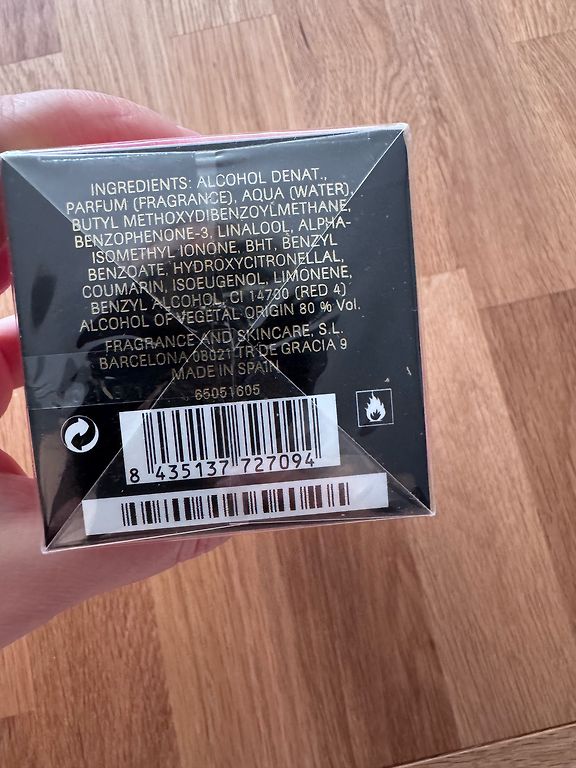 INGREDIENTS: ALCOHOL DENAT.,
PARFUM (FRAGRANCE), AQUA (WATER),
BUTYL METHOXYDIBENZOYLMETHANE,
BENZOPHENONE-3, LINALOOL, ALPHA-
ISOMETHYL IONONE, BHT, BENZYL
BENZOATE, HYDROXYCITRONELLAL,
COUMARIN, ISOEUGENOL, LIMONENE,
BENZYL ALCOHOL, CI 14700 (RED 4)
ALCOHOL OF VEGETAL ORIGIN 80 % Vol.
FRAGRANCE AND SKINCARE, S.L.
BARCELONA 08021 TR DE GRACIA 9
MADE IN SPAIN
65051605
8 435137 727094